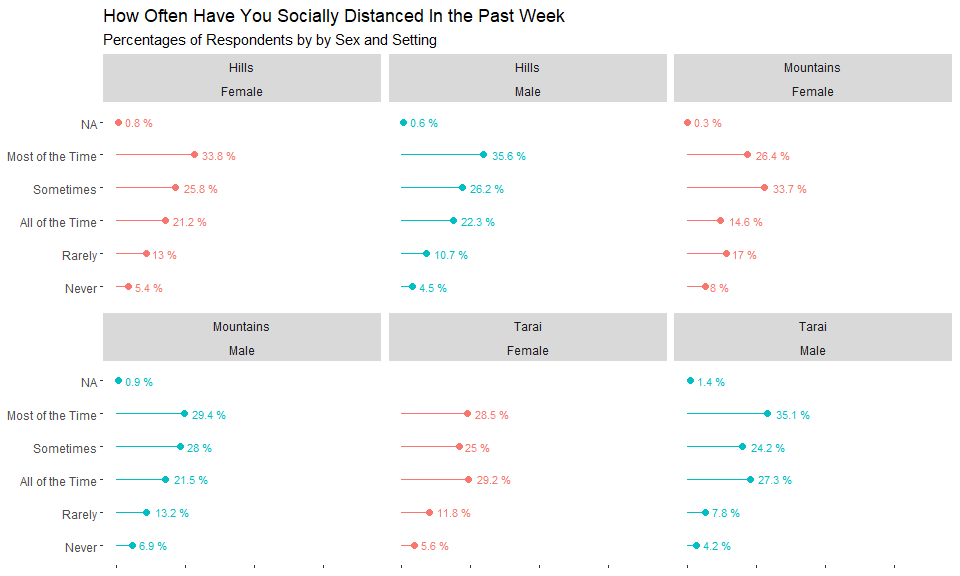 How Often Have You Socially Distanced In the Past Week
Percentages of Respondents by by Sex and Setting
Hills
Female
Hills
Male
Mountains
Female
NA
0.8 %
0.6 %
0.3 %
Most of the Time
33.8 %
35.6 %
26.4 %
Sometimes
25.8 %
26.2 %
33.7 %
All of the Time
21.2 %
22.3 %
14.6 %
Rarely
13 %
10.7 %
17 %
Never
5.4 %
4.5 %
8 %
Mountains
Male
Tarai
Female
Tarai
Male
NA
0.9 %
1.4 %
Most of the Time
29.4 %
28.5 %
35.1 %
Sometimes
28 %
25 %
24.2 %
All of the Time
21.5 %
29.2 %
27.3 %
Rarely
13.2 %
11.8 %
7.8 %
Never
6.9 %
5.6 %
4.2 %